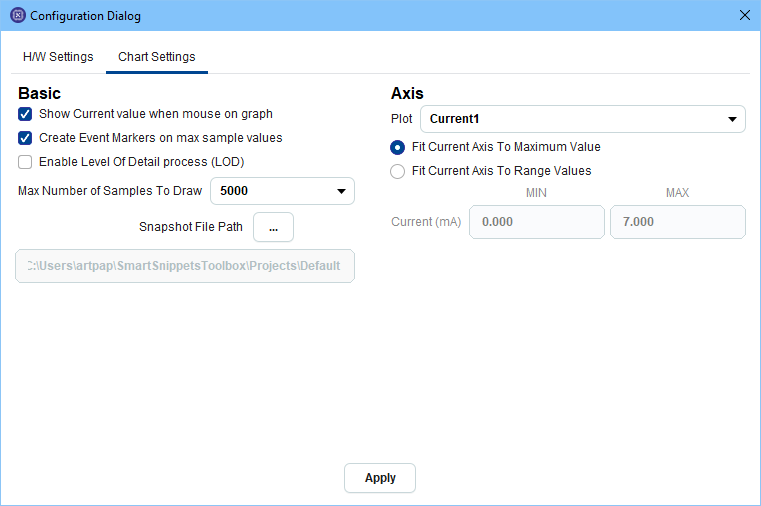 Configuration Dialog
H/W Settings
Chart Settings
Basic
Show Current value when mouse on graph
Create Event Markers on max sample values
Enable Level Of Detail process (LOD)
Max Number of Samples To Draw 5000
Snapshot File Path ...
C:\Users\artpap\SmartSnippetsToolbox\Projects\Default
Axis
Plot Current1
Fit Current Axis To Maximum Value
Fit Current Axis To Range Values
MIN MAX
Current (mA) 0.000 7.000
Apply